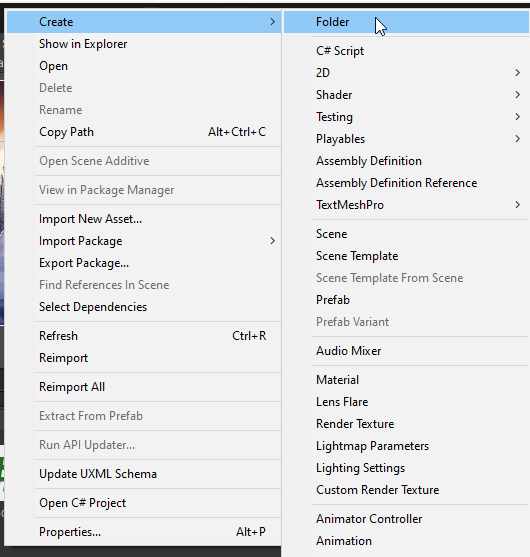 Create
Show in Explorer
Open
Delete
Rename
Copy Path Alt+Ctrl+C
Open Scene Additive
View in Package Manager
Import New Asset...
Import Package
Export Package...
Find References In Scene
Select Dependencies
Refresh Ctrl+R
Reimport
Reimport All
Extract From Prefab
Run API Updater...
Update UXML Schema
Open C# Project
Properties... Alt+P
Folder
C# Script
2D
Shader
Testing
Playables
Assembly Definition
Assembly Definition Reference
TextMeshPro
Scene
Scene Template
Scene Template From Scene
Prefab
Prefab Variant
Audio Mixer
Material
Lens Flare
Render Texture
Lightmap Parameters
Lighting Settings
Custom Render Texture
Animator Controller
Animation